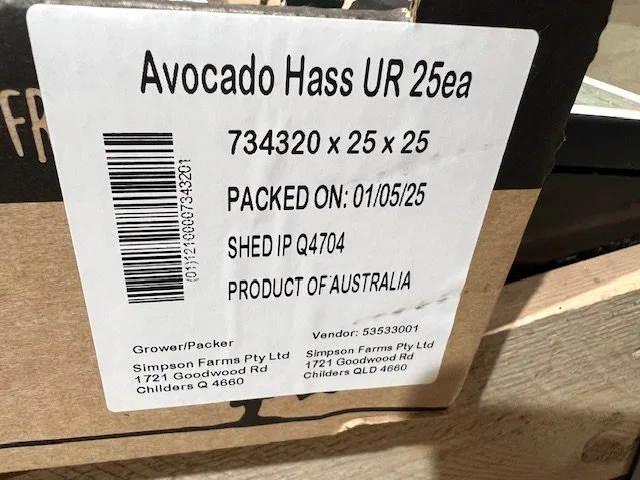 FR
Avocado Hass UR 25ea
734320 x 25 x 25
PACKED ON: 01/05/25
SHED IP Q4704
PRODUCT OF AUSTRALIA
(01)12100007343201
Vendor: 53533001
Grower/Packer
Simpson Farms Pty Ltd
1721 Goodwood Rd
Childers Q 4660
Simpson Farms Pty Ltd
1721 Goodwood Rd
Childers QLD 4660